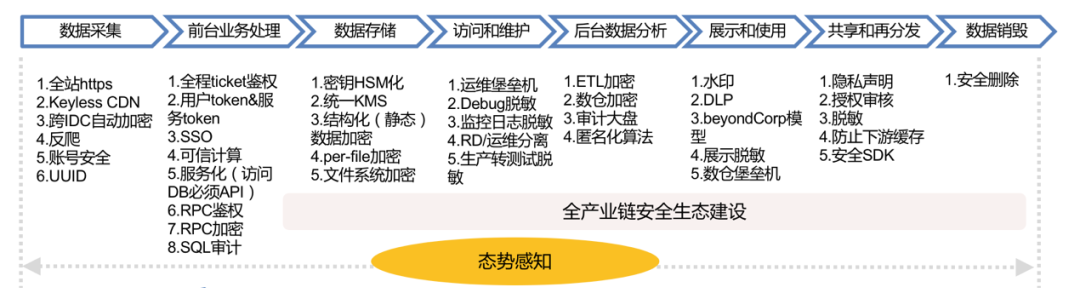 数据采集
前台业务处理
数据存储
访问和维护
后台数据分析
展示和使用
共享和再分发
数据销毁
1.全站https
2.Keyless CDN
3.跨IDC自动加密
4.反爬
5.账号安全
6.UUID
1.全程ticket鉴权
2.用户token&服
务token
3.SSO
4.可信计算
5.服务化（访问
DB必须API）
6.RPC鉴权
7.RPC加密
8.SQL审计
1.密钥HSM化
2.统一KMS
3.结构化（静态）
数据加密
4.per-file加密
5.文件系统加密
1.运维堡垒机
2.Debug脱敏
3.监控日志脱敏
4.RD/运维分离
5.生产转测试脱
敏
1.ETL加密
2.数仓加密
3.审计大盘
4.匿名化算法
1.水印
2.DLP
3.beyondCorp模
型
4.展示脱敏
5.数仓堡垒机
1.隐私声明
2.授权审核
3.脱敏
4.防止下游缓存
5.安全SDK
1.安全删除
全产业链安全生态建设
态势感知